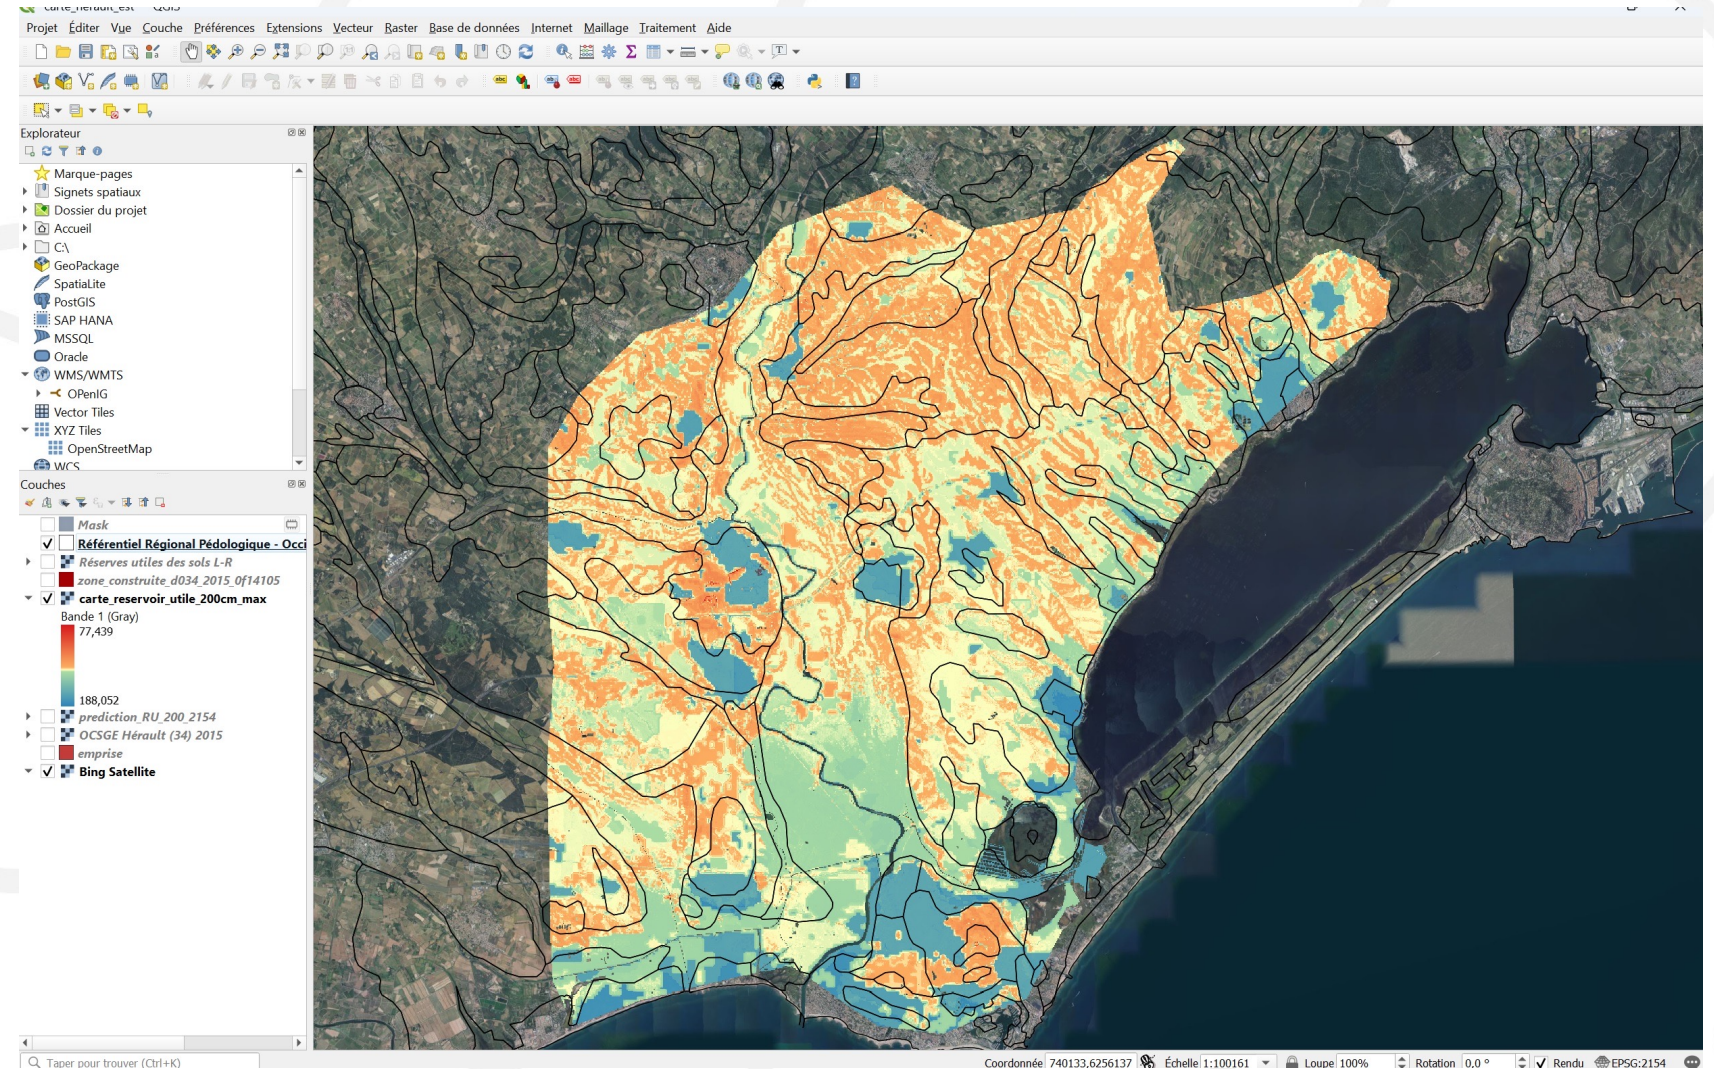 carte_herault_est — QGIS
Projet Éditer Vue Couche Préférences Extensions Vecteur Raster Base de données Internet Maillage Traitement Aide
Explorateur
Marque-pages
Signets spatiaux
Dossier du projet
Accueil
C:\
GeoPackage
SpatiaLite
PostGIS
SAP HANA
MSSQL
Oracle
WMS/WMTS
OPenIG
Vector Tiles
XYZ Tiles
OpenStreetMap
WCS
Couches
Mask
Référentiel Régional Pédologique - Occi
Réserves utiles des sols L-R
zone_construite_d034_2015_0f14105
carte_reservoir_utile_200cm_max
Bande 1 (Gray)
77,439
188,052
prediction_RU_200_2154
OCSGE Hérault (34) 2015
emprise
Bing Satellite
Taper pour trouver (Ctrl+K) Coordonnée 740133,6256137 Échelle 1:100161 Loupe 100% Rotation 0,0 ° Rendu EPSG:2154